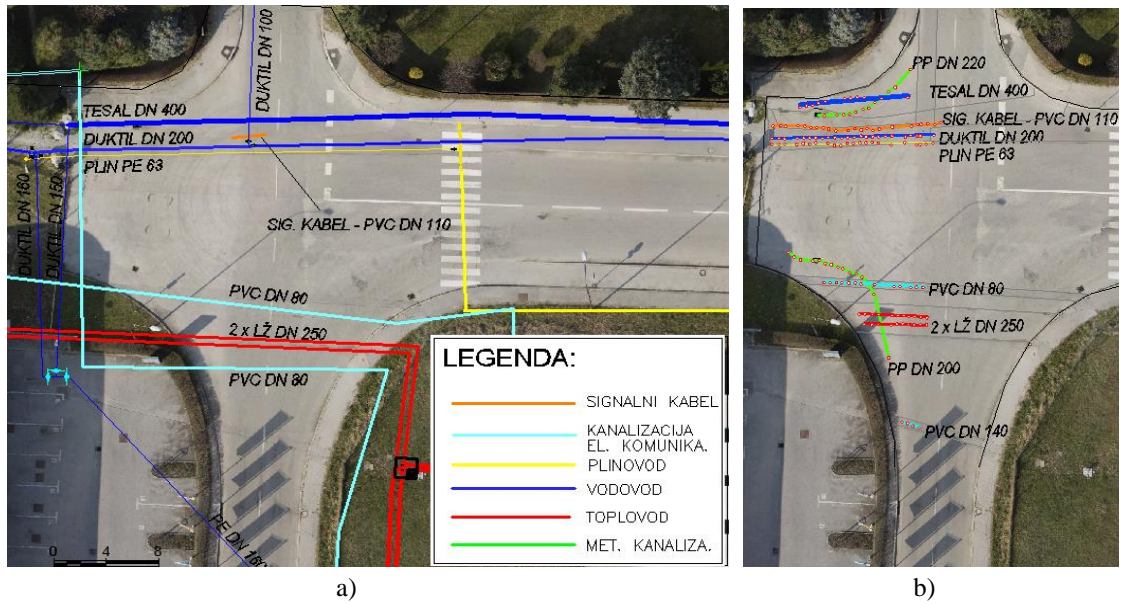 DUKTIL DN 100
TESAL DN 400
DUKTIL DN 200
PLIN PE 63
DUKTIL DN 160
DUKTIL DN 150
SIG. KABEL - PVC DN 110
PVC DN 80
2 x LŽ DN 250
PVC DN 80
PE DN 160
0 4 8
LEGENDA:
SIGNALNI KABEL
KANALIZACIJA
EL. KOMUNIKA.
PLINOVOD
VODOVOD
TOPLOVOD
MET. KANALIZA.
a)
PP DN 220
TESAL DN 400
SIG. KABEL - PVC DN 110
DUKTIL DN 200
PLIN PE 63
PVC DN 80
2 x LŽ DN 250
PP DN 200
PVC DN 140
b)